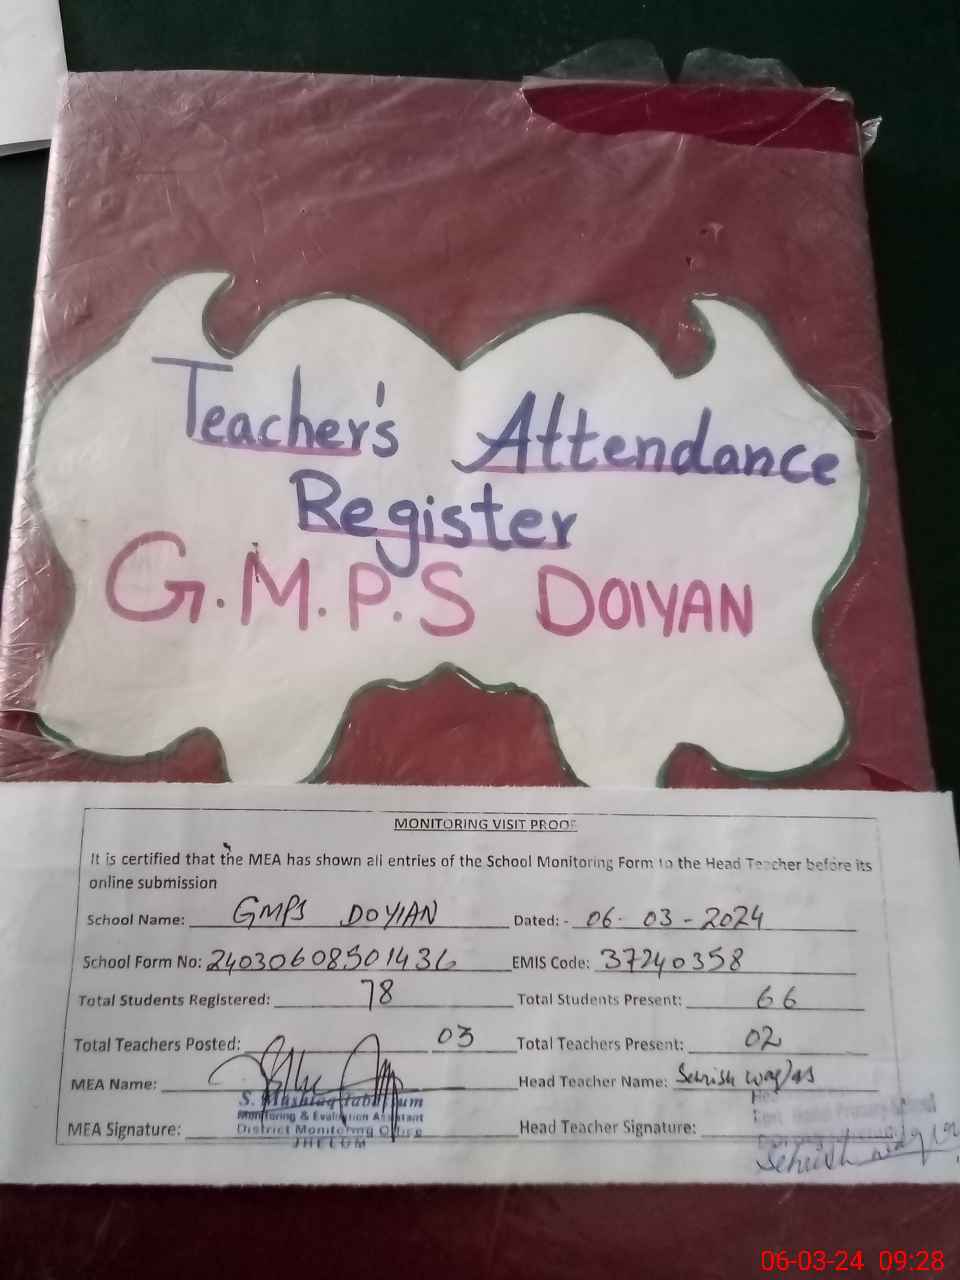 Teacher's Attendance
Register
G.M.P.S DOIYAN
MONITORING VISIT PROOF
It is certified that the MEA has shown all entries of the School Monitoring Form to the Head Teacher before its
online submission
School Name: GMPS DOYIAN Dated: - 06-03-2024
School Form No: 24030608501436 EMIS Code: 37240358
Total Students Registered: 78 Total Students Present: 66
Total Teachers Posted: 03 Total Teachers Present: 02
MEA Name: Head Teacher Name: Sehrish Waqas
S. Mushtaq
Monitoring & Evaluation Assistant
District Monitoring Office
JHELUM
MEA Signature: Head Teacher Signature:
06-03-24 09:28